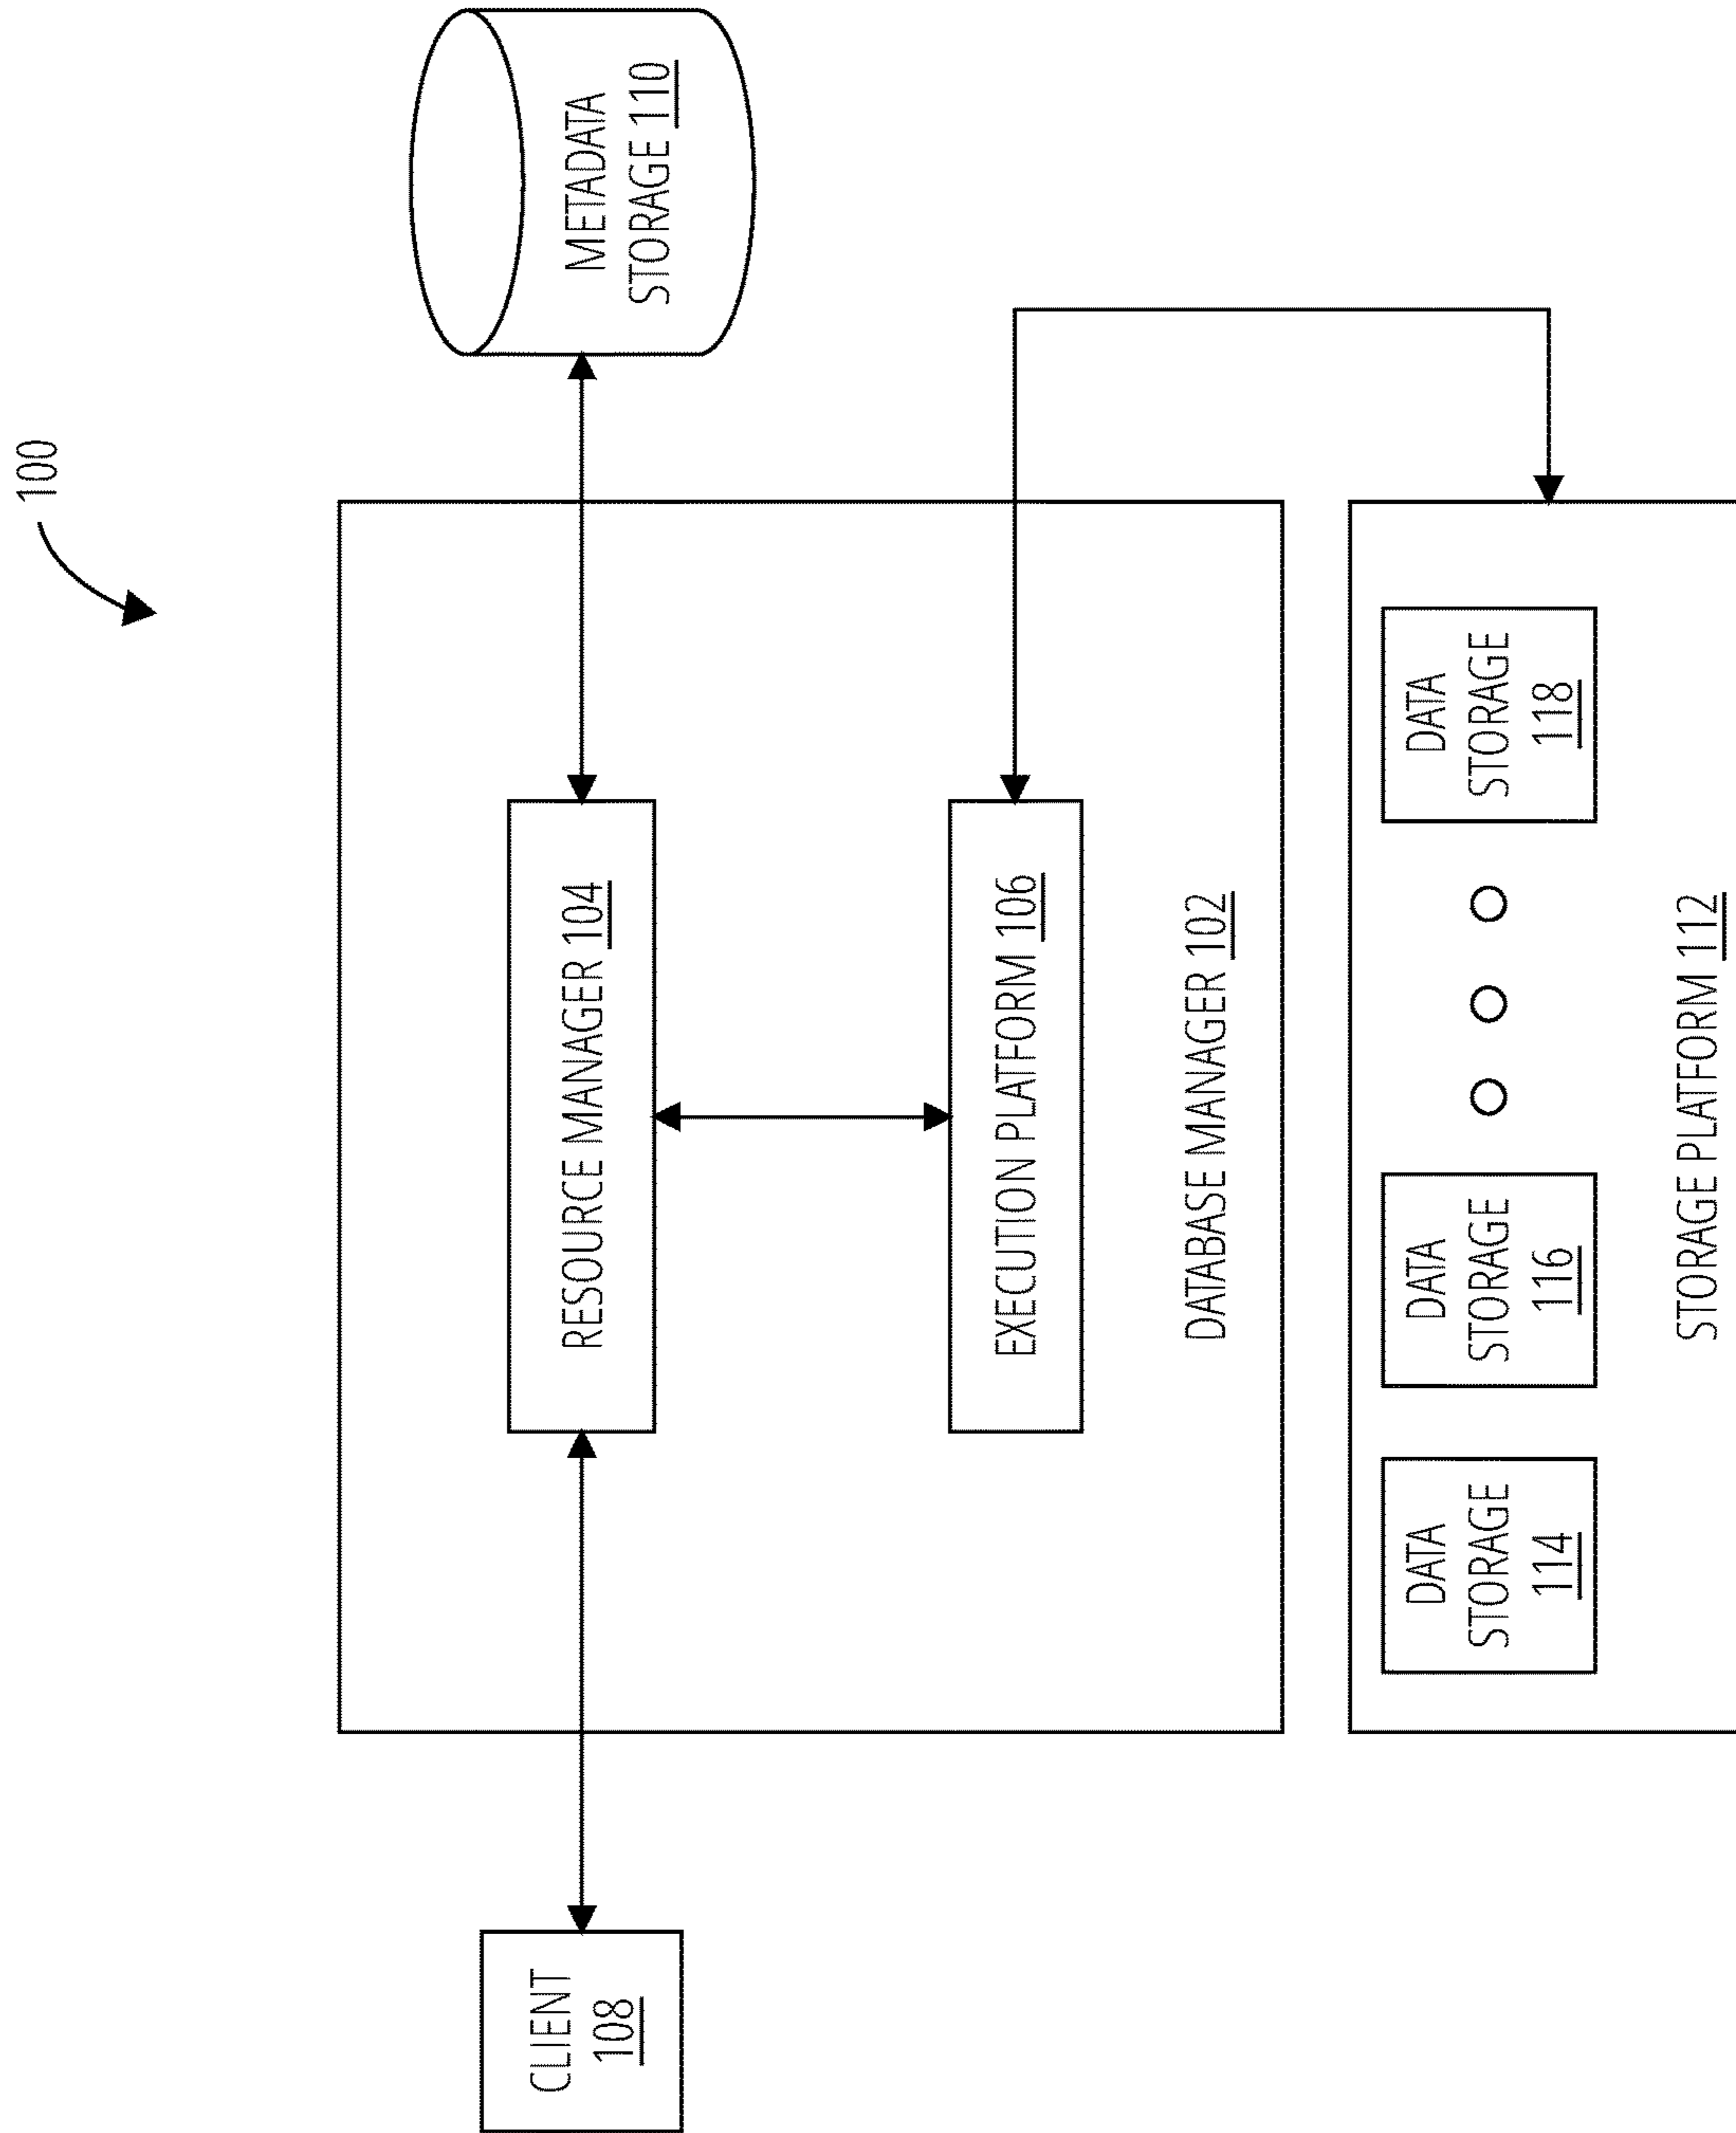 100
CLIENT
108
RESOURCE MANAGER 104
METADATA
STORAGE 110
EXECUTION PLATFORM 106
DATABASE MANAGER 102
DATA
STORAGE
114
DATA
STORAGE
116
DATA
STORAGE
118
STORAGE PLATFORM 112